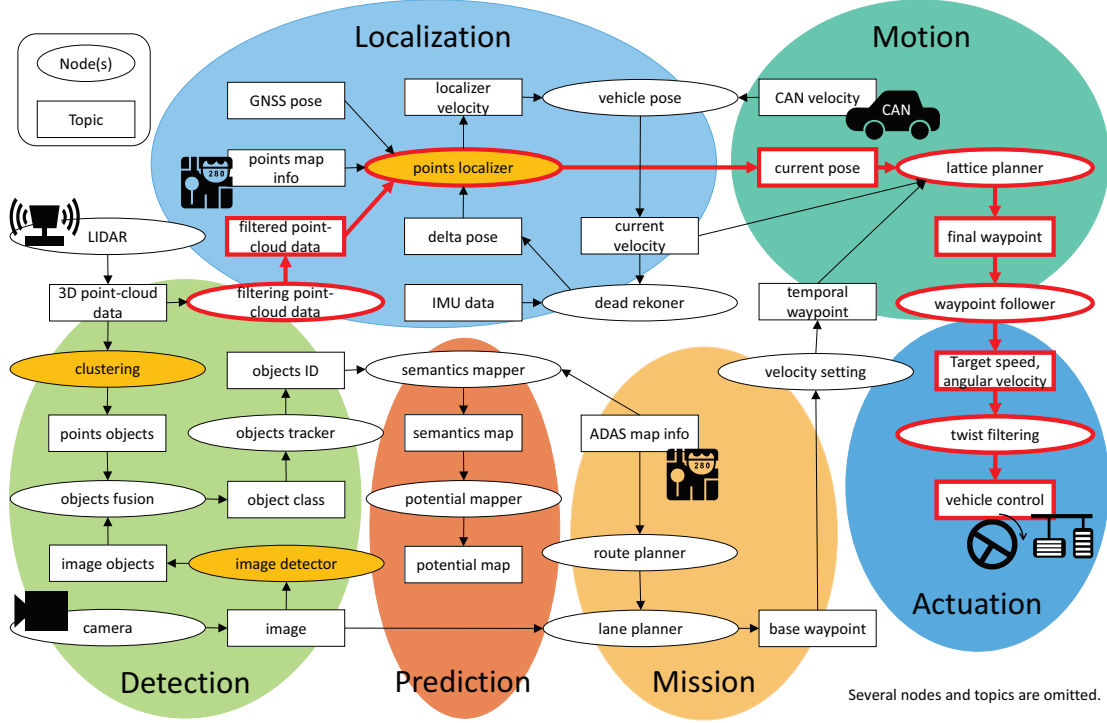 Localization
Motion
Node(s)
Topic
GNSS pose
localizer
velocity
vehicle pose
CAN velocity
CAN
points map
info
280
points localizer
current pose
lattice planner
LIDAR
filtered point-
cloud data
delta pose
current
velocity
final waypoint
3D point-cloud
data
filtering point-
cloud data
IMU data
dead rekoner
temporal
waypoint
waypoint follower
clustering
objects ID
semantics mapper
velocity setting
Target speed,
angular velocity
points objects
objects tracker
semantics map
ADAS map info
280
twist filtering
objects fusion
object class
potential mapper
vehicle control
image objects
image detector
potential map
route planner
camera
image
lane planner
base waypoint
Actuation
Detection
Prediction
Mission
Several nodes and topics are omitted.